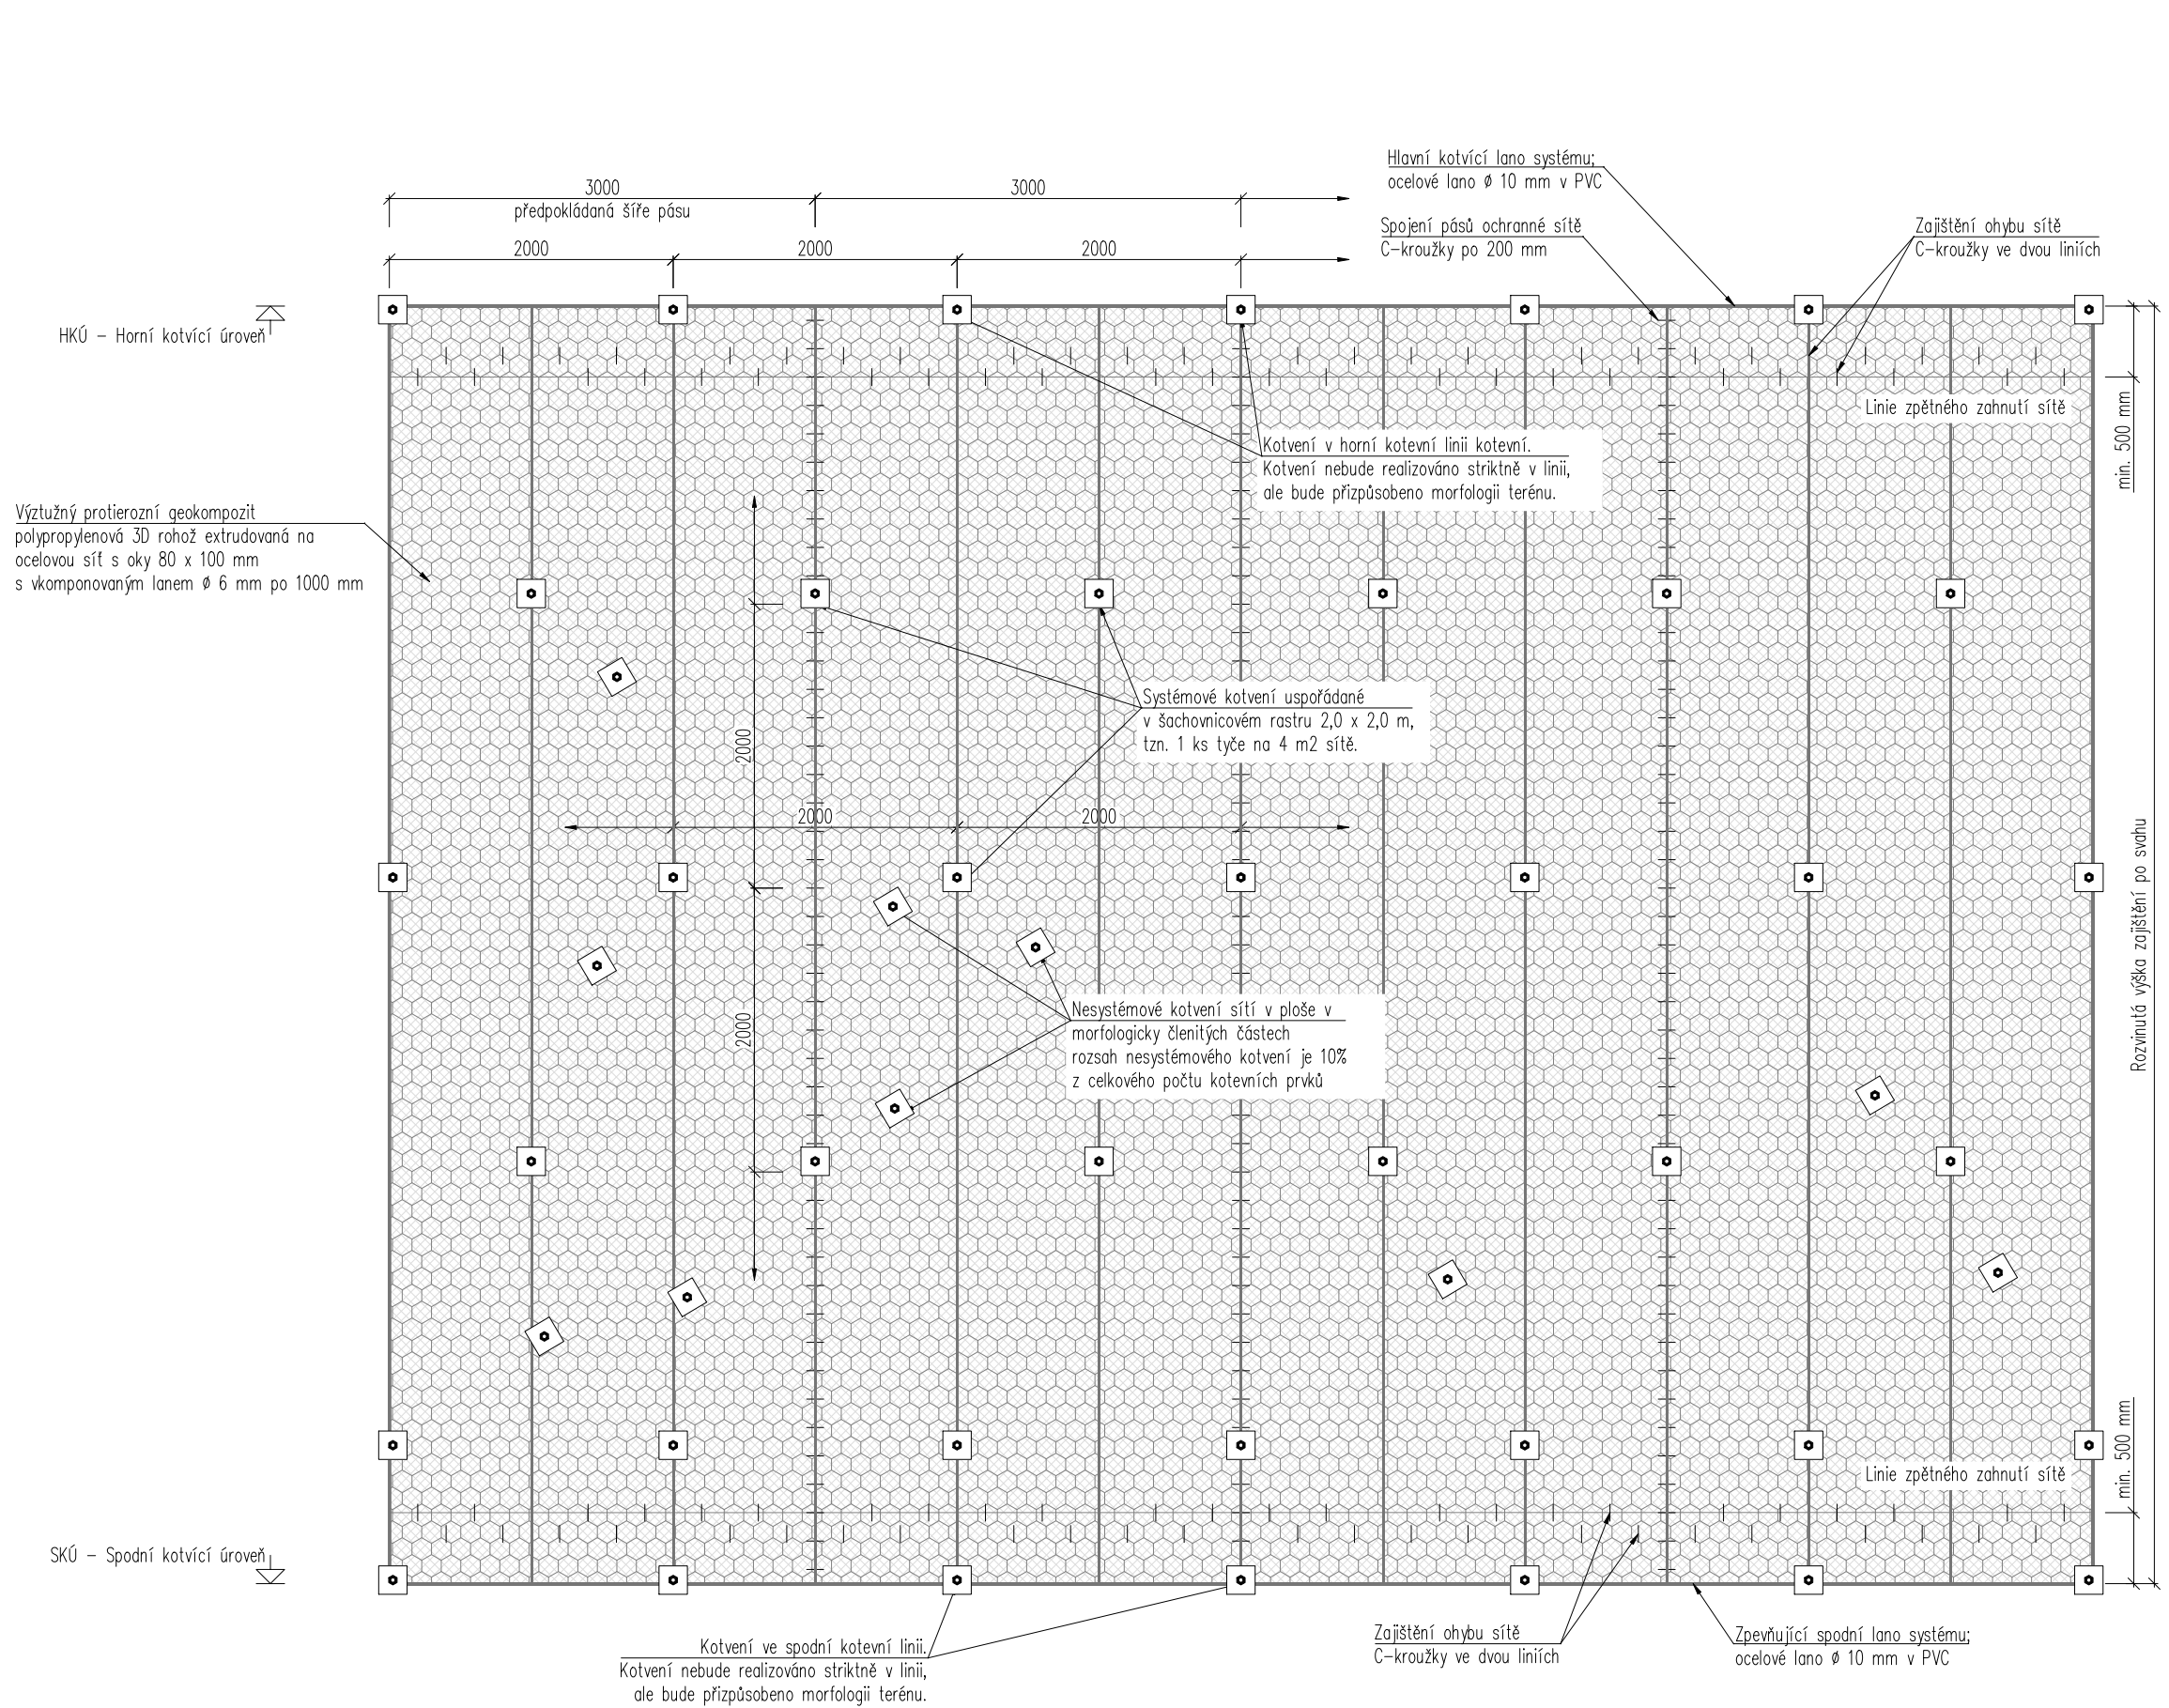 Hlavní kotvící lano systému;
ocelové lano Ø 10 mm v PVC
3000
3000
předpokládaná šíře pásu
Spojení pásů ochranné sítě
C-kroužky po 200 mm
Zajištění ohybu sítě
C-kroužky ve dvou liniích
2000
2000
2000
HKÚ - Horní kotvící úroveň
Linie zpětného zahnutí sítě
min. 500 mm
Kotvení v horní kotevní linii kotevní.
Kotvení nebude realizováno striktně v linii,
ale bude přizpůsobeno morfologii terénu.
Výztužný protierozní geokompozit
polypropylenová 3D rohož extrudovaná na
ocelovou síť s oky 80 x 100 mm
s vkomponovaným lanem Ø 6 mm po 1000 mm
Systémové kotvení uspořádané
v šachovnicovém rastru 2,0 x 2,0 m,
tzn. 1 ks tyče na 4 m2 sítě.
2000
2000
2000
Rozvinutá výška zajištění po svahu
Nesystémové kotvení sítí v ploše v
morfologicky členitých částech
rozsah nesystémového kotvení je 10%
z celkového počtu kotevních prvků
2000
min. 500 mm
Linie zpětného zahnutí sítě
SKÚ - Spodní kotvící úroveň
Kotvení ve spodní kotevní linii.
Kotvení nebude realizováno striktně v linii,
ale bude přizpůsobeno morfologii terénu.
Zajištění ohybu sítě
C-kroužky ve dvou liniích
Zpevňující spodní lano systému;
ocelové lano Ø 10 mm v PVC